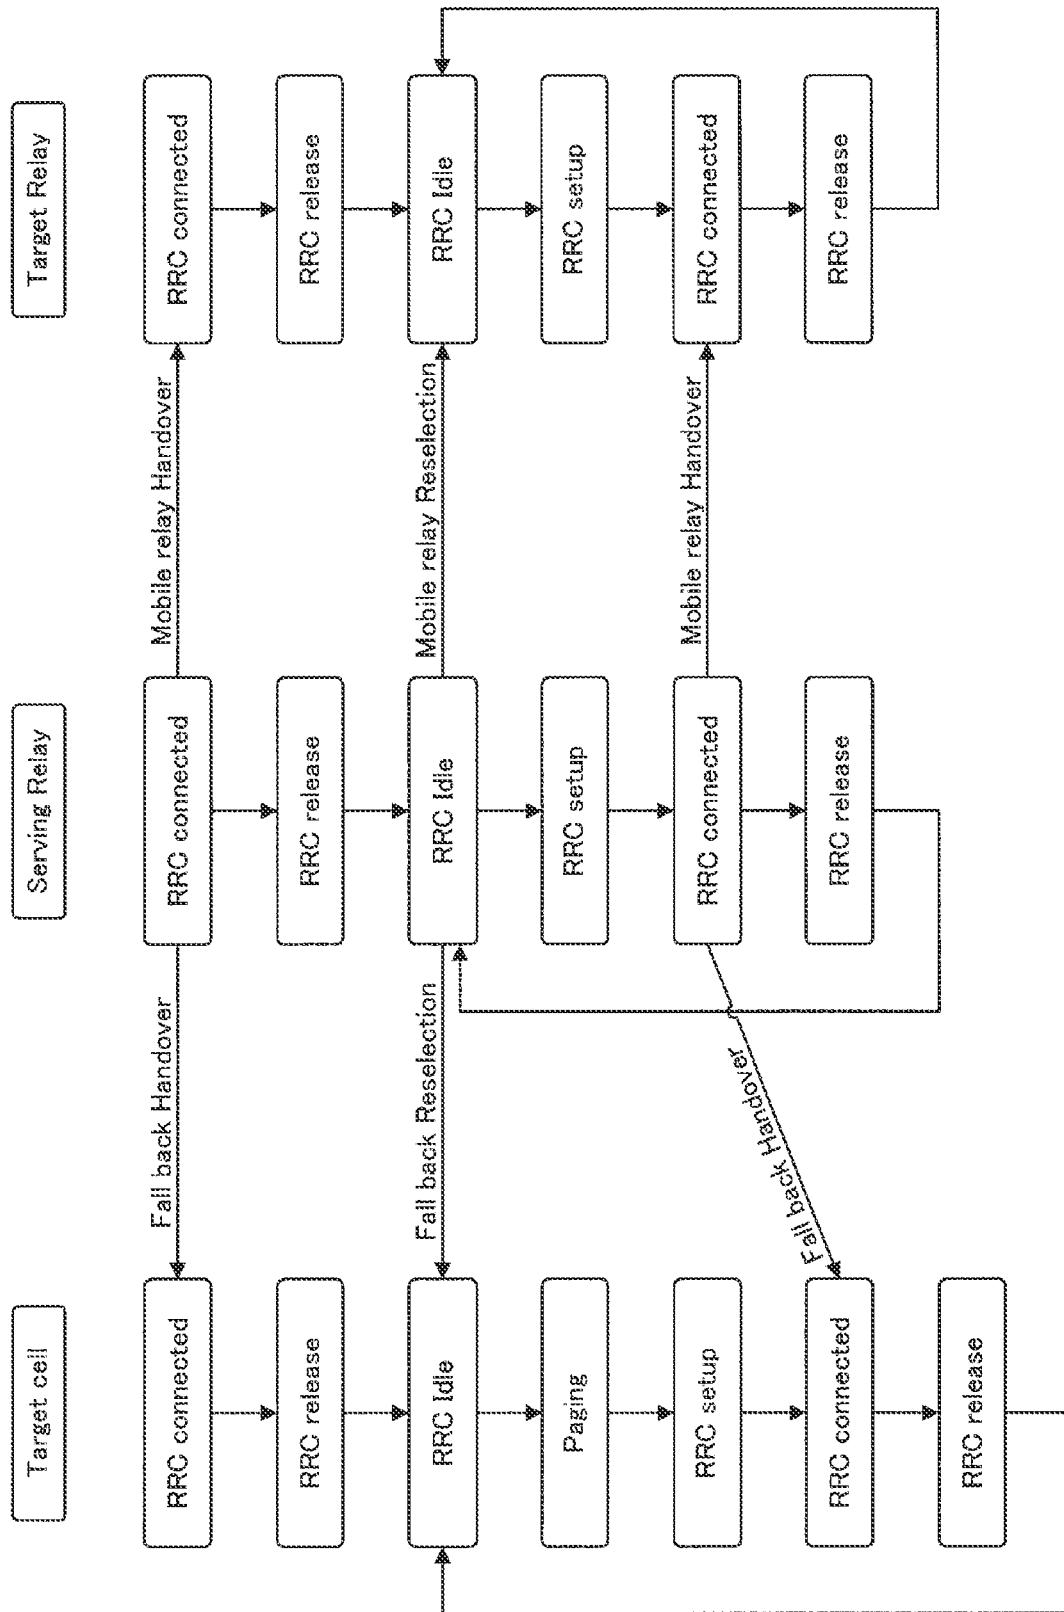 Target cell
Serving Relay
Target Relay
RRC connected
Fall back Handover
RRC connected
Mobile relay Handover
RRC connected
RRC release
RRC release
RRC release
RRC Idle
Fall back Reselection
RRC Idle
Mobile relay Reselection
RRC Idle
Paging
RRC setup
RRC setup
RRC setup
RRC connected
Mobile relay Handover
RRC connected
Fall back Handover
RRC connected
RRC release
RRC release
RRC release